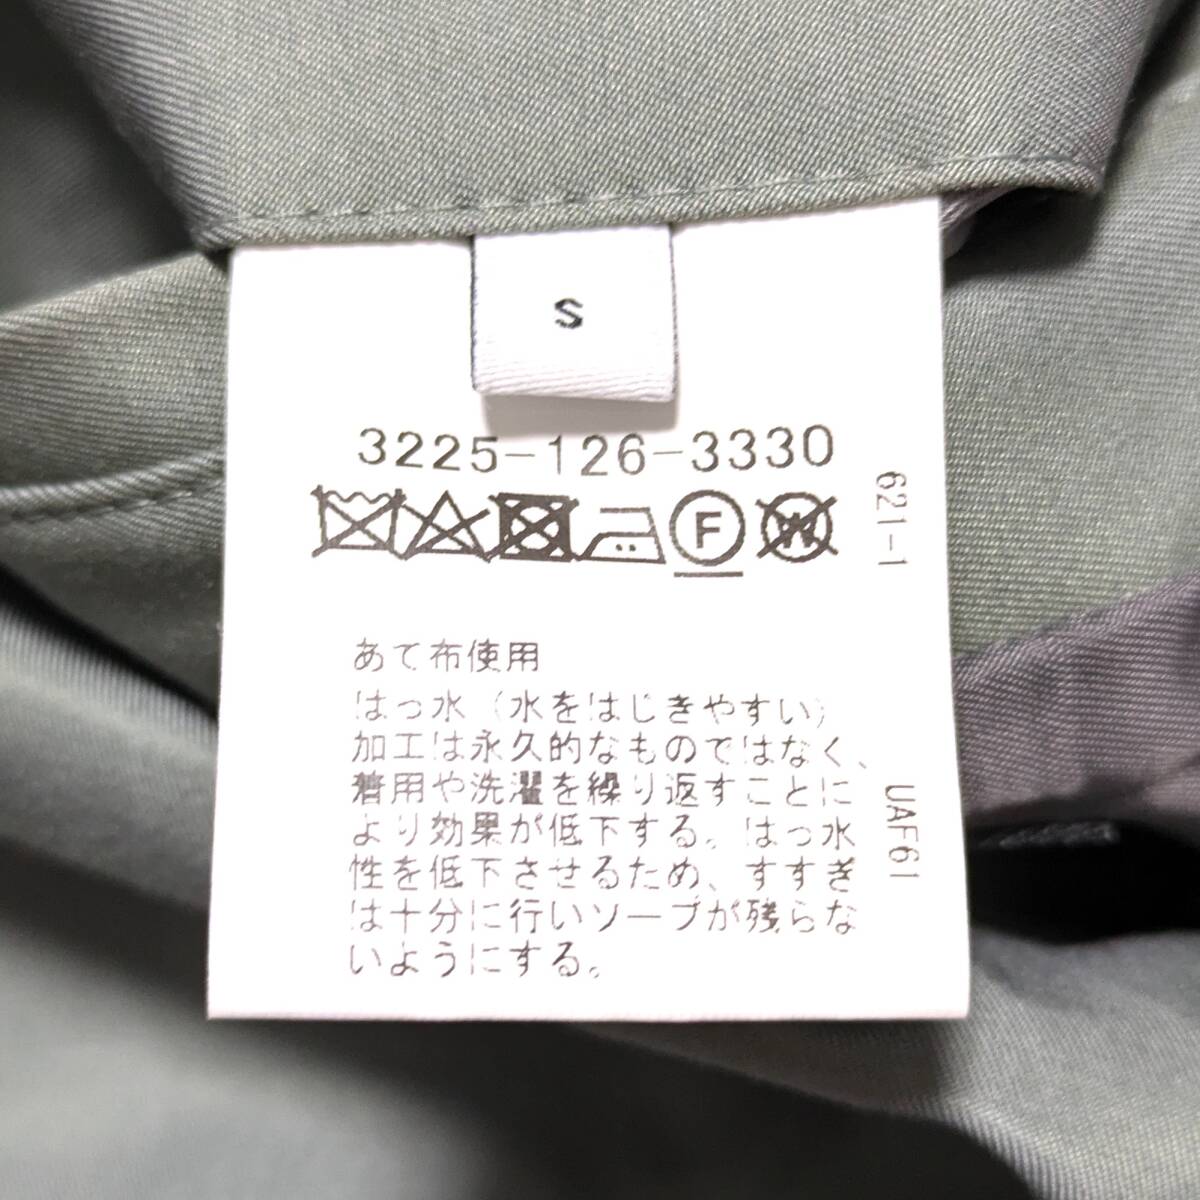 S
3225-126-3330
F
W
621-1
あて布使用
はっ水（水をはじきやすい）
加工は永久的なものではなく、
着用や洗濯を繰り返すことに
より効果が低下する。はっ水
性を低下させるため、すすぎ
は十分に行いソープが残らな
いようにする。
UAF61